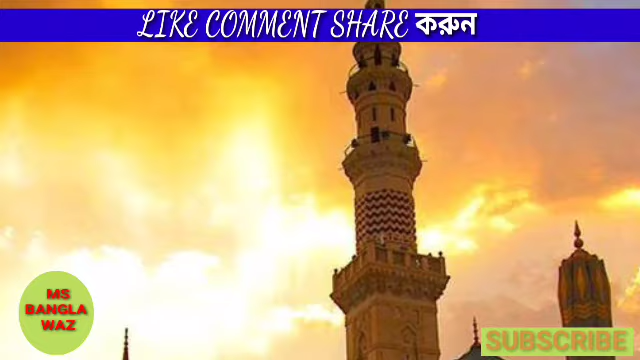 LIKE COMMENT SHARE করুন
MS
BANGLA
WAZ
SUBSCRIBE